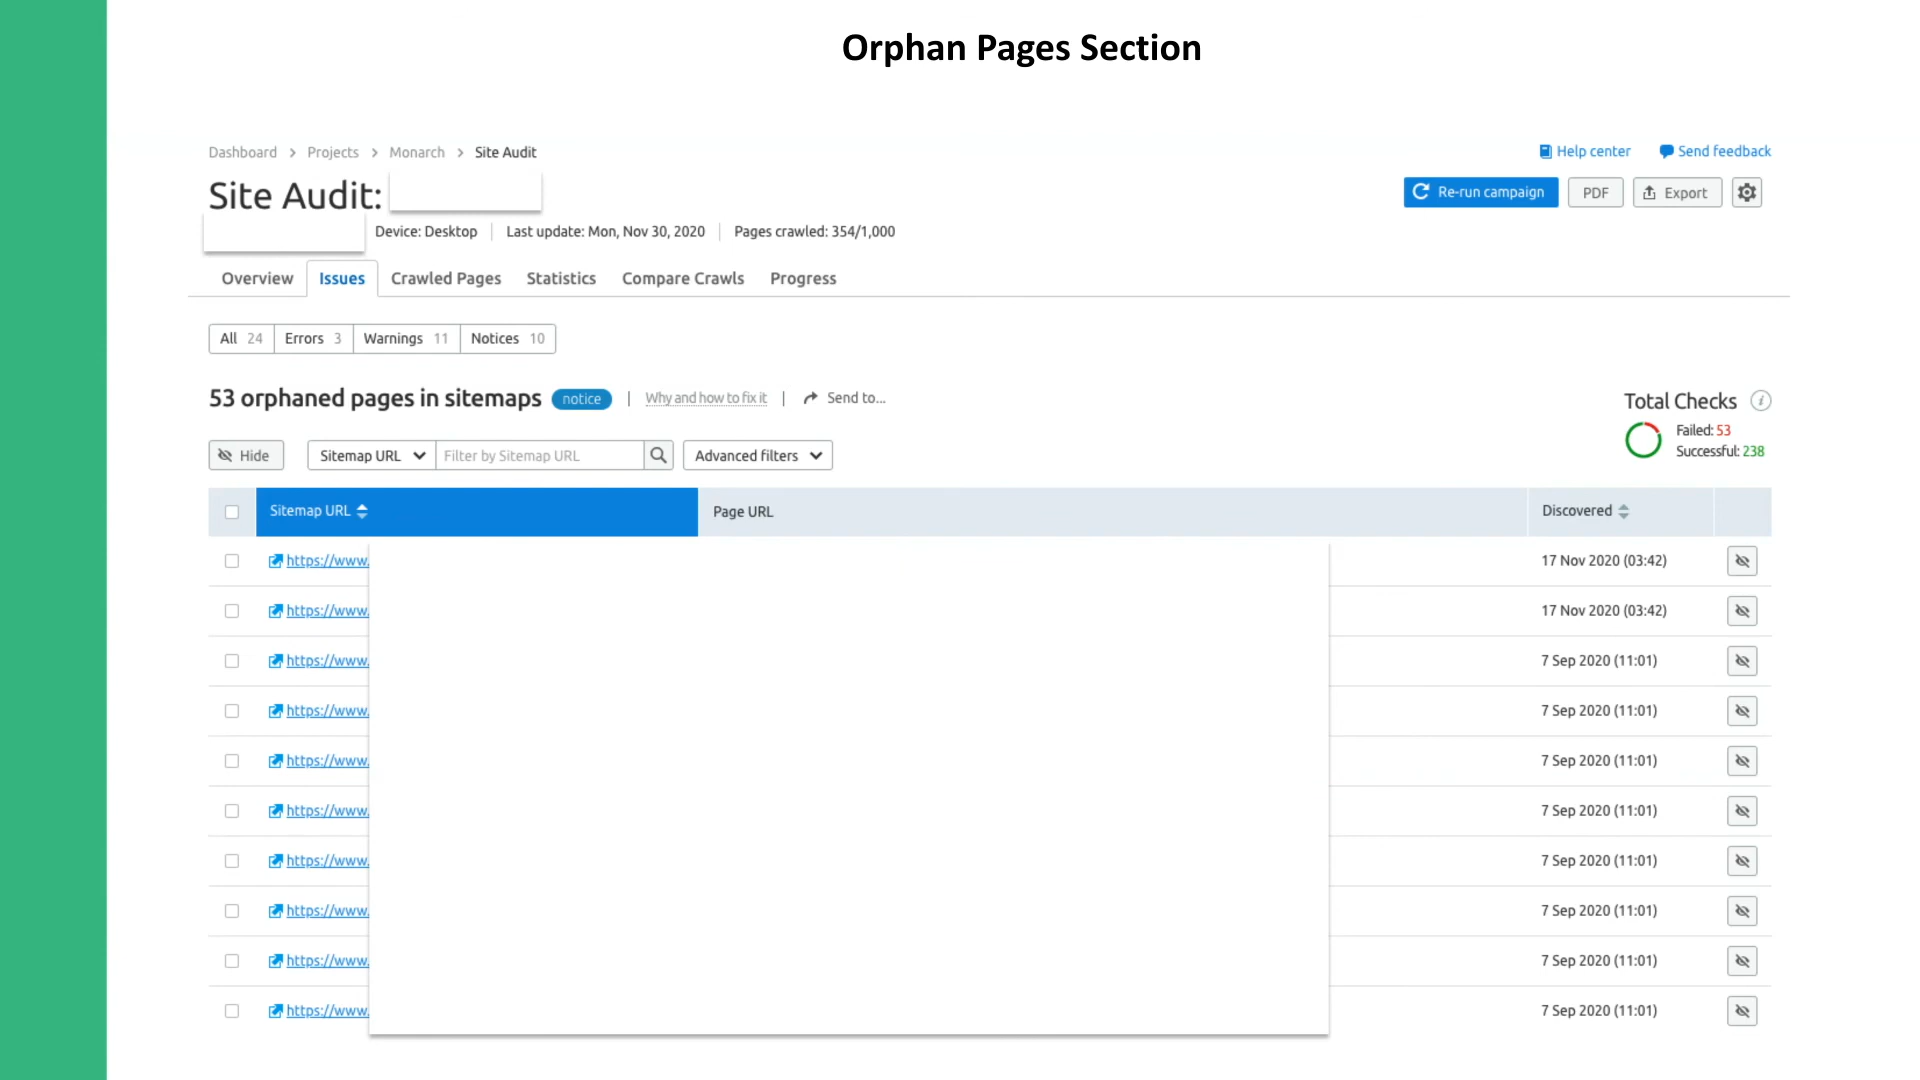 Orphan Pages Section
Dashboard > Projects > Monarch > Site Audit
Help center Send feedback
Site Audit:
Re-run campaign PDF Export
Device: Desktop Last update: Mon, Nov 30, 2020 Pages crawled: 354/1,000
Overview Issues Crawled Pages Statistics Compare Crawls Progress
All 24 Errors 3 Warnings 11 Notices 10
53 orphaned pages in sitemaps notice | Why and how to fix it | Send to...
Total Checks i
Failed: 53
Successful: 238
Hide Sitemap URL Filter by Sitemap URL Advanced filters
Sitemap URL Page URL Discovered
https://www. 17 Nov 2020 (03:42)
https://www. 17 Nov 2020 (03:42)
https://www. 7 Sep 2020 (11:01)
https://www. 7 Sep 2020 (11:01)
https://www. 7 Sep 2020 (11:01)
https://www. 7 Sep 2020 (11:01)
https://www. 7 Sep 2020 (11:01)
https://www. 7 Sep 2020 (11:01)
https://www. 7 Sep 2020 (11:01)
https://www. 7 Sep 2020 (11:01)